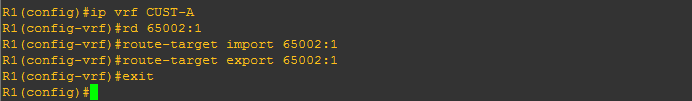 R1(config)#ip vrf CUST-A
R1(config-vrf)#rd 65002:1
R1(config-vrf)#route-target import 65002:1
R1(config-vrf)#route-target export 65002:1
R1(config-vrf)#exit
R1(config)#